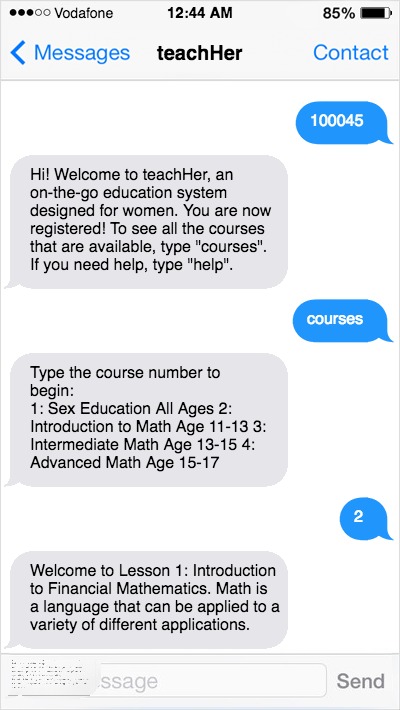 Vodafone 12:44 AM 85%
Messages teachHer Contact
100045
Hi! Welcome to teachHer, an
on-the-go education system
designed for women. You are now
registered! To see all the courses
that are available, type "courses".
If you need help, type "help".
courses
Type the course number to
begin:
1: Sex Education All Ages 2:
Introduction to Math Age 11-13 3:
Intermediate Math Age 13-15 4:
Advanced Math Age 15-17
2
Welcome to Lesson 1: Introduction
to Financial Mathematics. Math is
a language that can be applied to a
variety of different applications.
Send